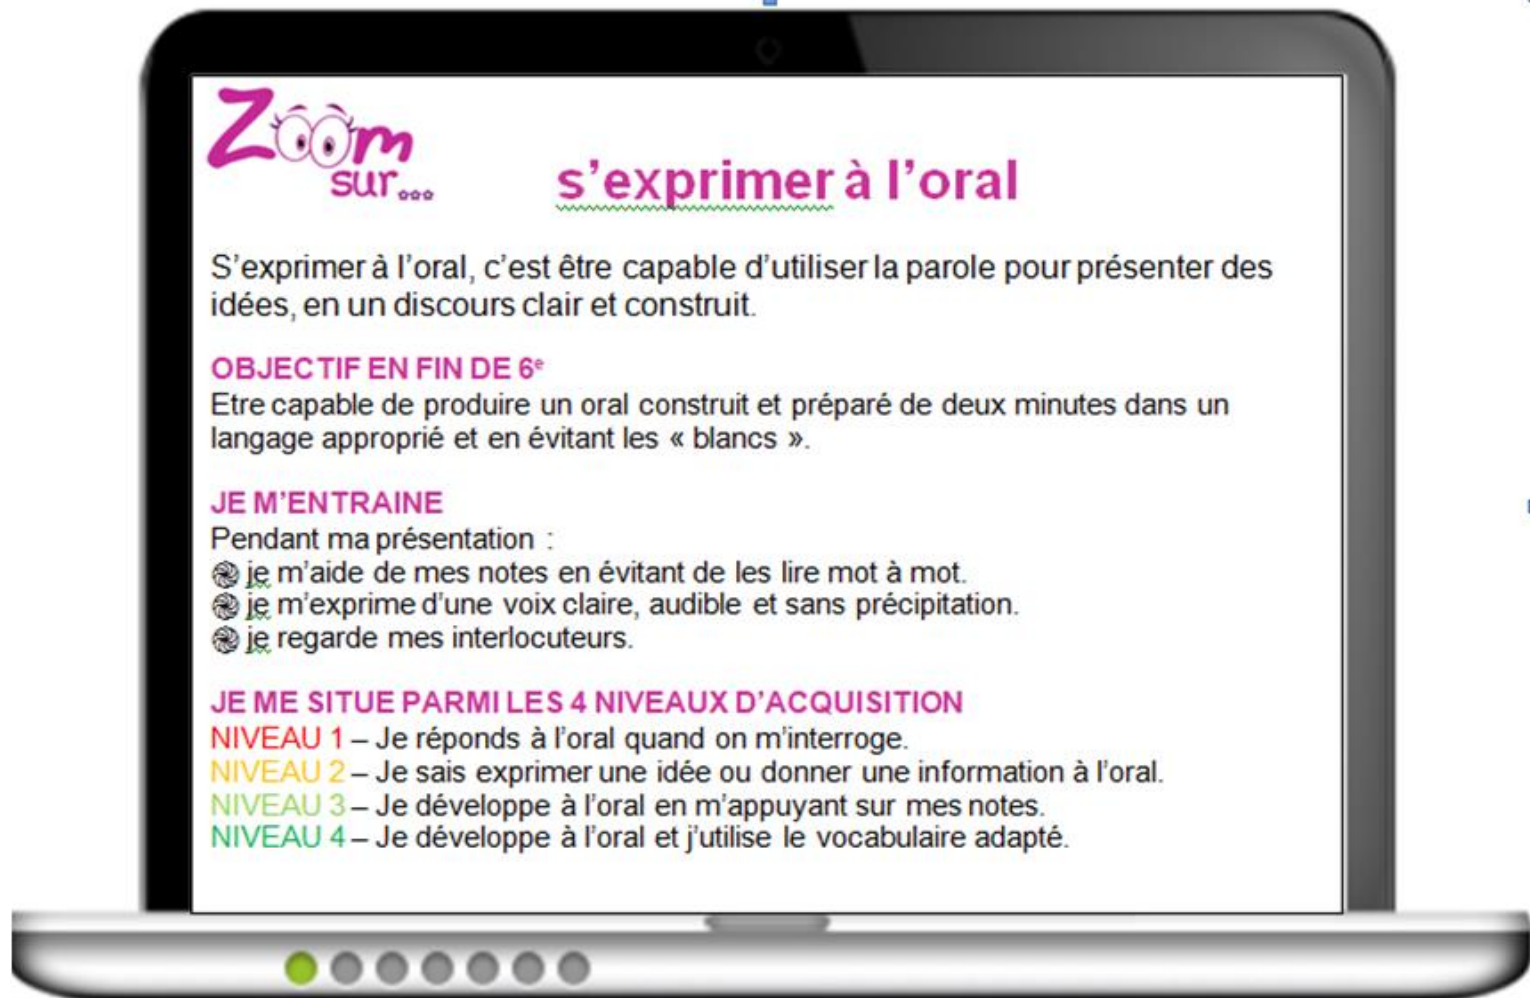 Zoom
sur...
s’exprimer à l’oral
S’exprimer à l’oral, c’est être capable d’utiliser la parole pour présenter des
idées, en un discours clair et construit.
OBJECTIF EN FIN DE 6e
Etre capable de produire un oral construit et préparé de deux minutes dans un
langage approprié et en évitant les « blancs ».
JE M’ENTRAINE
Pendant ma présentation :
je m’aide de mes notes en évitant de les lire mot à mot.
je m’exprime d’une voix claire, audible et sans précipitation.
je regarde mes interlocuteurs.
JE ME SITUE PARMI LES 4 NIVEAUX D’ACQUISITION
NIVEAU 1 – Je réponds à l’oral quand on m’interroge.
NIVEAU 2 – Je sais exprimer une idée ou donner une information à l’oral.
NIVEAU 3 – Je développe à l’oral en m’appuyant sur mes notes.
NIVEAU 4 – Je développe à l’oral et j’utilise le vocabulaire adapté.